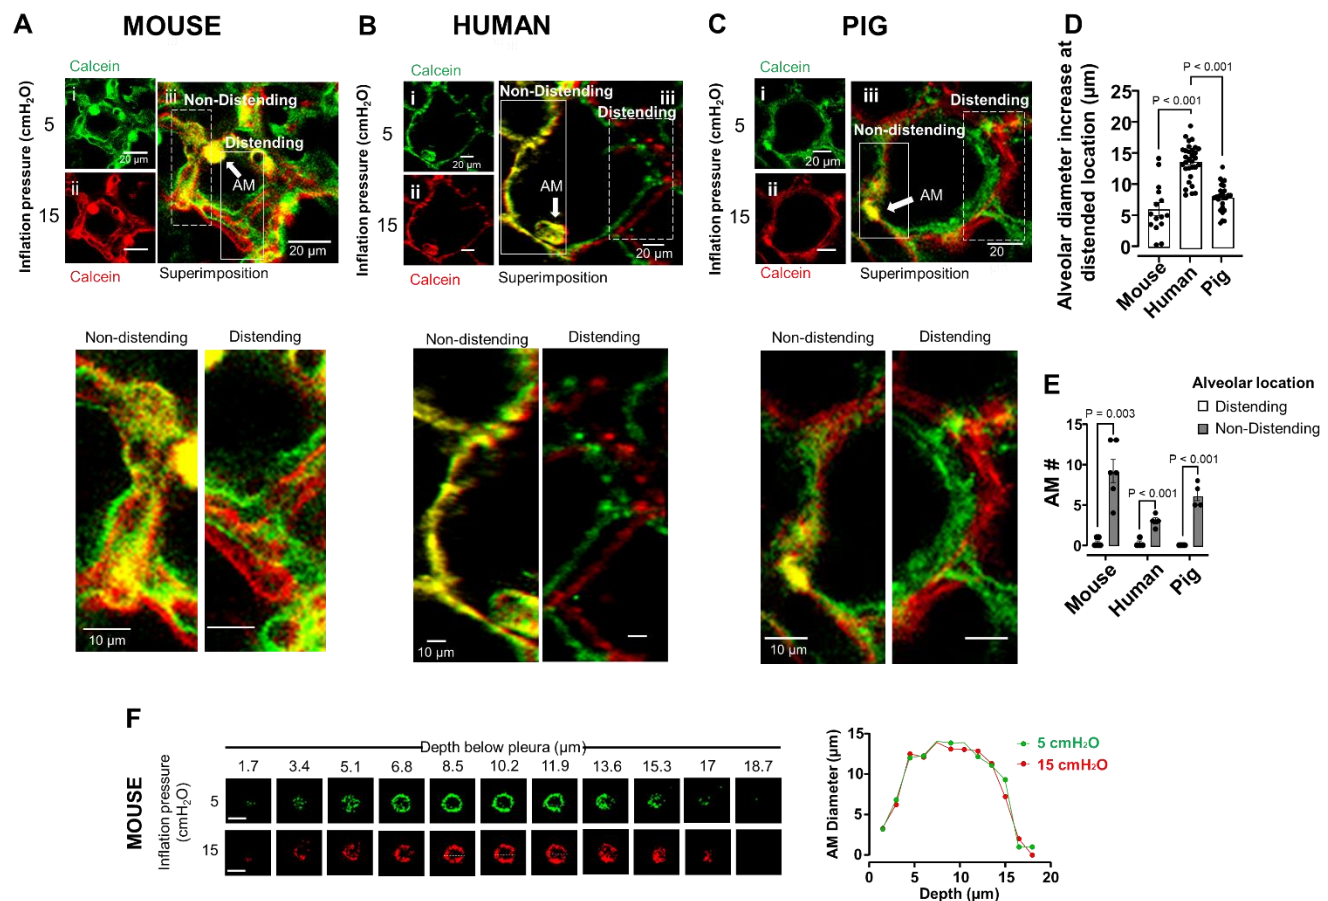 A
MOUSE
Calcein
i
20 µm
ii
Calcein
Inflation pressure (cmH2O)
5
15
iii
Non-Distending
Distending
AM
20 µm
Superimposition
B
HUMAN
Calcein
i
20 µm
ii
Calcein
Inflation pressure (cmH2O)
5
15
Non-Distending
iii
Distending
AM
20 µm
Superimposition
C
PIG
Calcein
i
20 µm
ii
Calcein
Inflation pressure (cmH2O)
5
15
iii
Distending
Non-distending
AM
20
Superimposition
D
Alveolar diameter increase at
distended location (µm)
P < 0.001
P < 0.001
25
20
15
10
5
0
Mouse
Human
Pig
Non-distending
Distending
10 µm
Non-distending
Distending
10 µm
Non-distending
Distending
10 µm
E
Alveolar location
Distending
Non-Distending
P = 0.003
P < 0.001
P < 0.001
AM #
15
10
5
0
Mouse
Human
Pig
F
MOUSE
Inflation pressure
(cmH2O)
Depth below pleura (µm)
1.7 3.4 5.1 6.8 8.5 10.2 11.9 13.6 15.3 17 18.7
5
15
AM Diameter (µm)
15
10
5
0
0 5 10 15 20
Depth (µm)
5 cmH2O
15 cmH2O